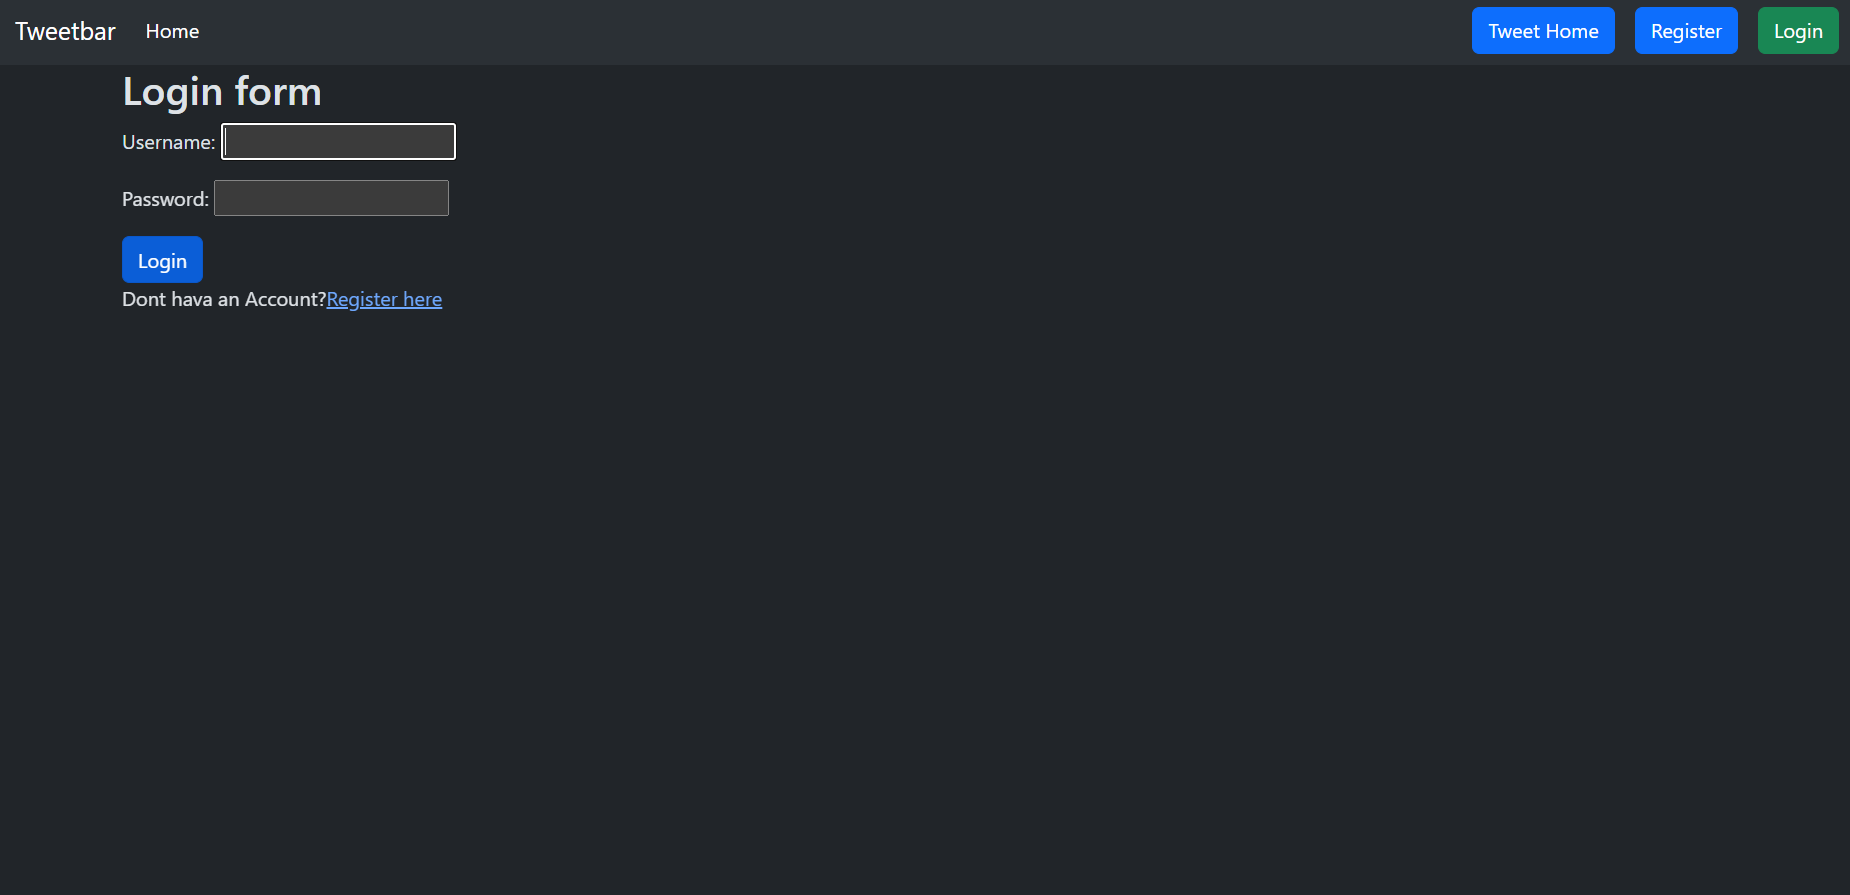 Tweetbar Home Tweet Home Register Login
Login form
Username:
Password:
Login
Dont hava an Account?Register here